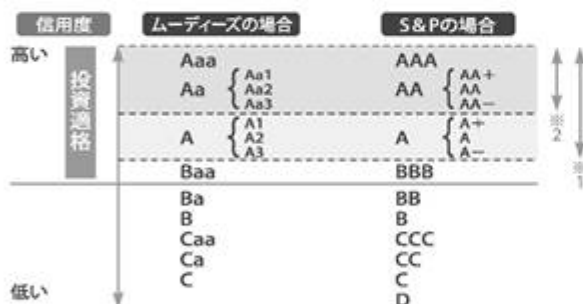 信用度 ムーディーズの場合 S&Pの場合
高い
投資適格
Aaa AAA
Aa Aa1 Aa2 Aa3 AA AA+ AA AA−
A A1 A2 A3 A A+ A A−
Baa BBB
※2
※1
Ba BB
B B
Caa CCC
Ca CC
C C
低い D